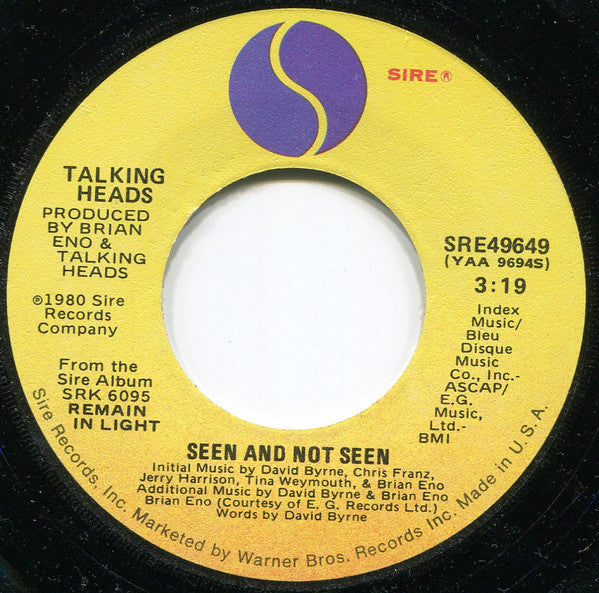 SIRE®
TALKING
HEADS
PRODUCED
BY BRIAN
ENO &
TALKING
HEADS
℗1980 Sire
Records
Company
From the
Sire Album
SRK 6095
REMAIN
IN LIGHT
SRE49649
(YAA 9694S)
3:19
Index
Music/
Bleu
Disque
Music
Co., Inc.-
ASCAP/
E.G.
Music,
Ltd.-
BMI
SEEN AND NOT SEEN
Initial Music by David Byrne, Chris Franz,
Jerry Harrison, Tina Weymouth, & Brian Eno
Additional Music by David Byrne & Brian Eno
Brian Eno (Courtesy of E. G. Records Ltd.)
Words by David Byrne
Sire Records, Inc. Marketed by Warner Bros. Records Inc. Made in U.S.A.